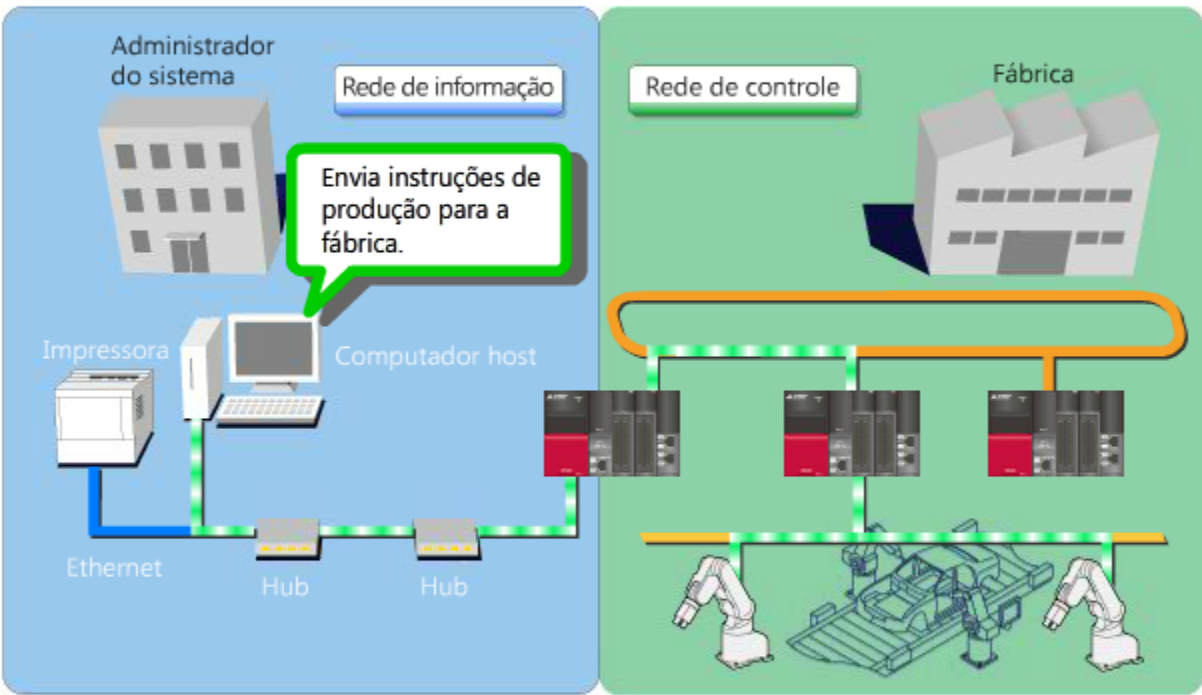 Administrador
do sistema
Rede de informação
Rede de controle
Fábrica
Envia instruções de
produção para a
fábrica.
Impressora
Computador host
Ethernet
Hub
Hub